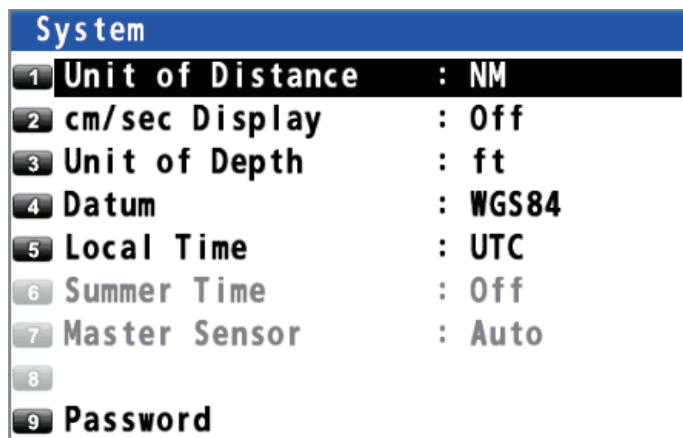 System
1 Unit of Distance : NM
2 cm/sec Display : Off
3 Unit of Depth : ft
4 Datum : WGS84
5 Local Time : UTC
6 Summer Time : Off
7 Master Sensor : Auto
8
9 Password